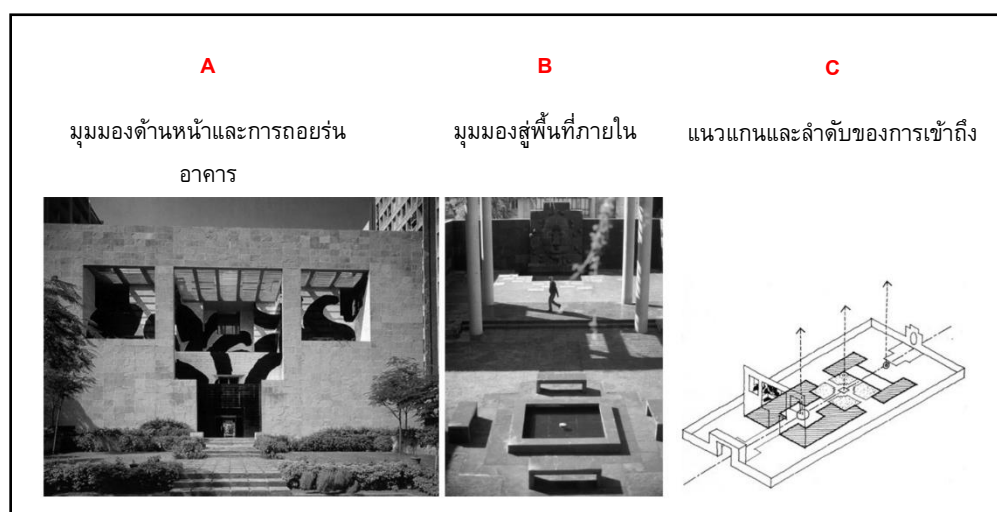 A
B
C
มุมมองด้านหน้าและการถอยร่น
อาคาร
มุมมองสู่พื้นที่ภายใน
แนวแกนและลำดับของการเข้าถึง